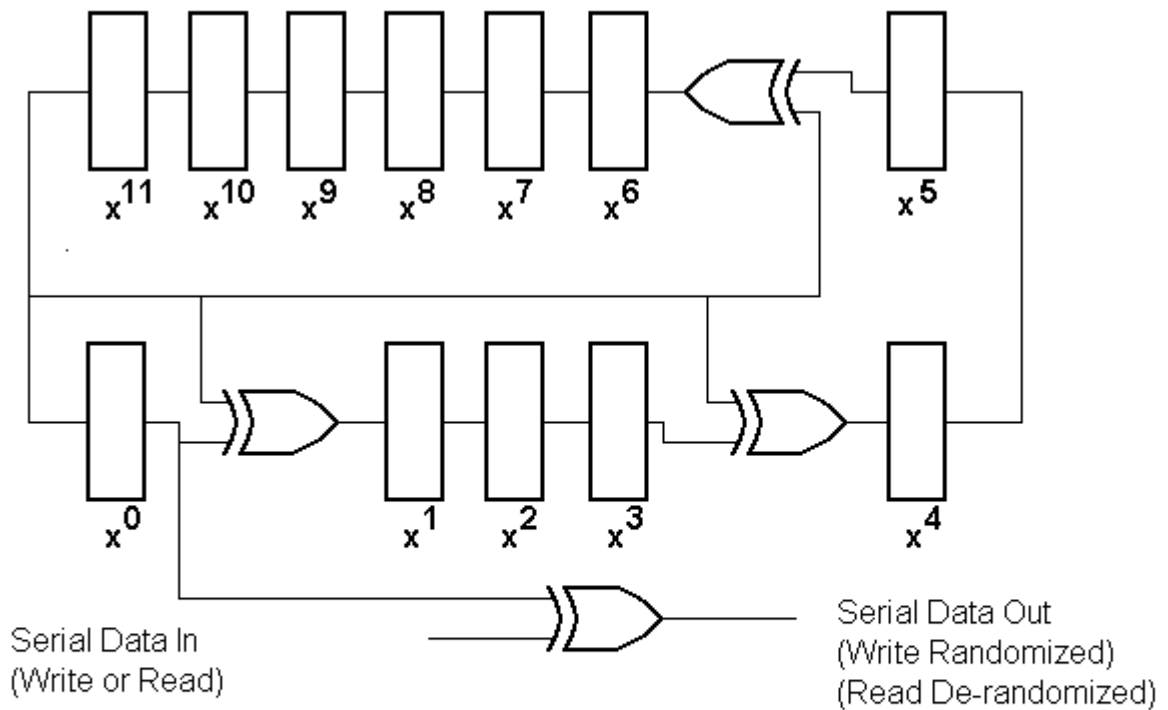 x¹¹ x¹⁰ x⁹ x⁸ x⁷ x⁶ x⁵
x⁰ x¹ x² x³ x⁴
Serial Data In
(Write or Read)
Serial Data Out
(Write Randomized)
(Read De-randomized)